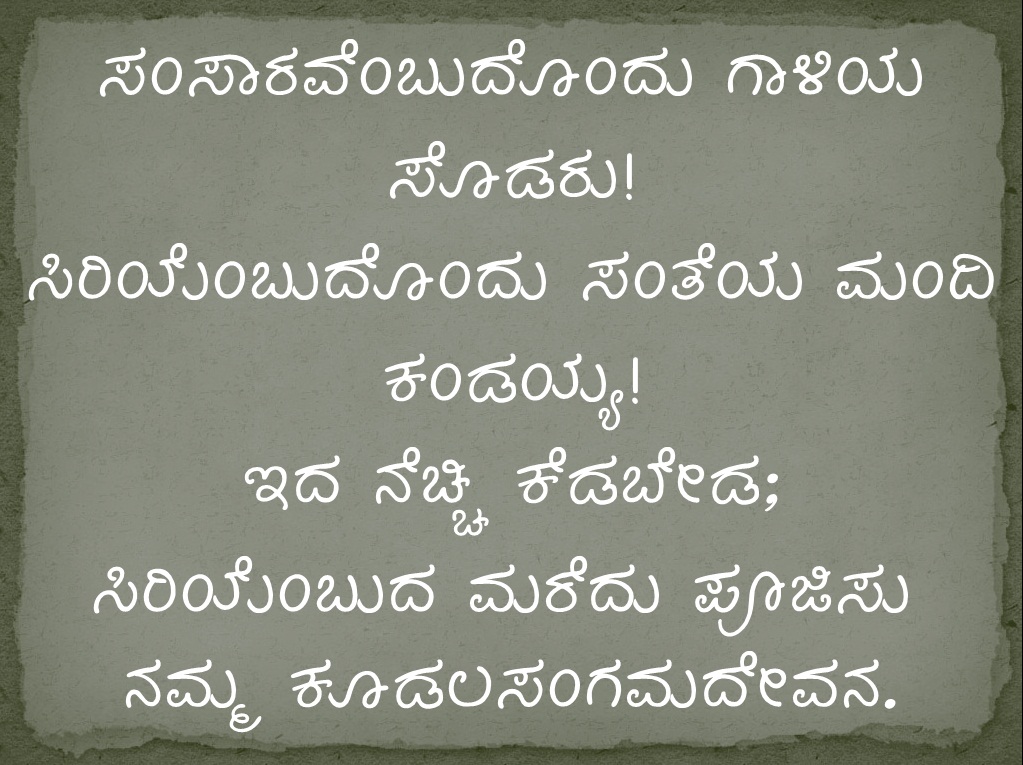 ಸಂಸಾರವೆಂಬುದೊಂದು ಗಾಳಿಯ
ಸೊಡರು!
ಸಿರಿಯೆಂಬುದೊಂದು ಸಂತೆಯ ಮಂದಿ
ಕಂಡಯ್ಯ!
ಇದ ನೆಚ್ಚಿ ಕೆಡಬೇಡ;
ಸಿರಿಯೆಂಬುದ ಮರೆದು ಪೂಜಿಸು
ನಮ್ಮ ಕೂಡಲಸಂಗಮದೇವನ.